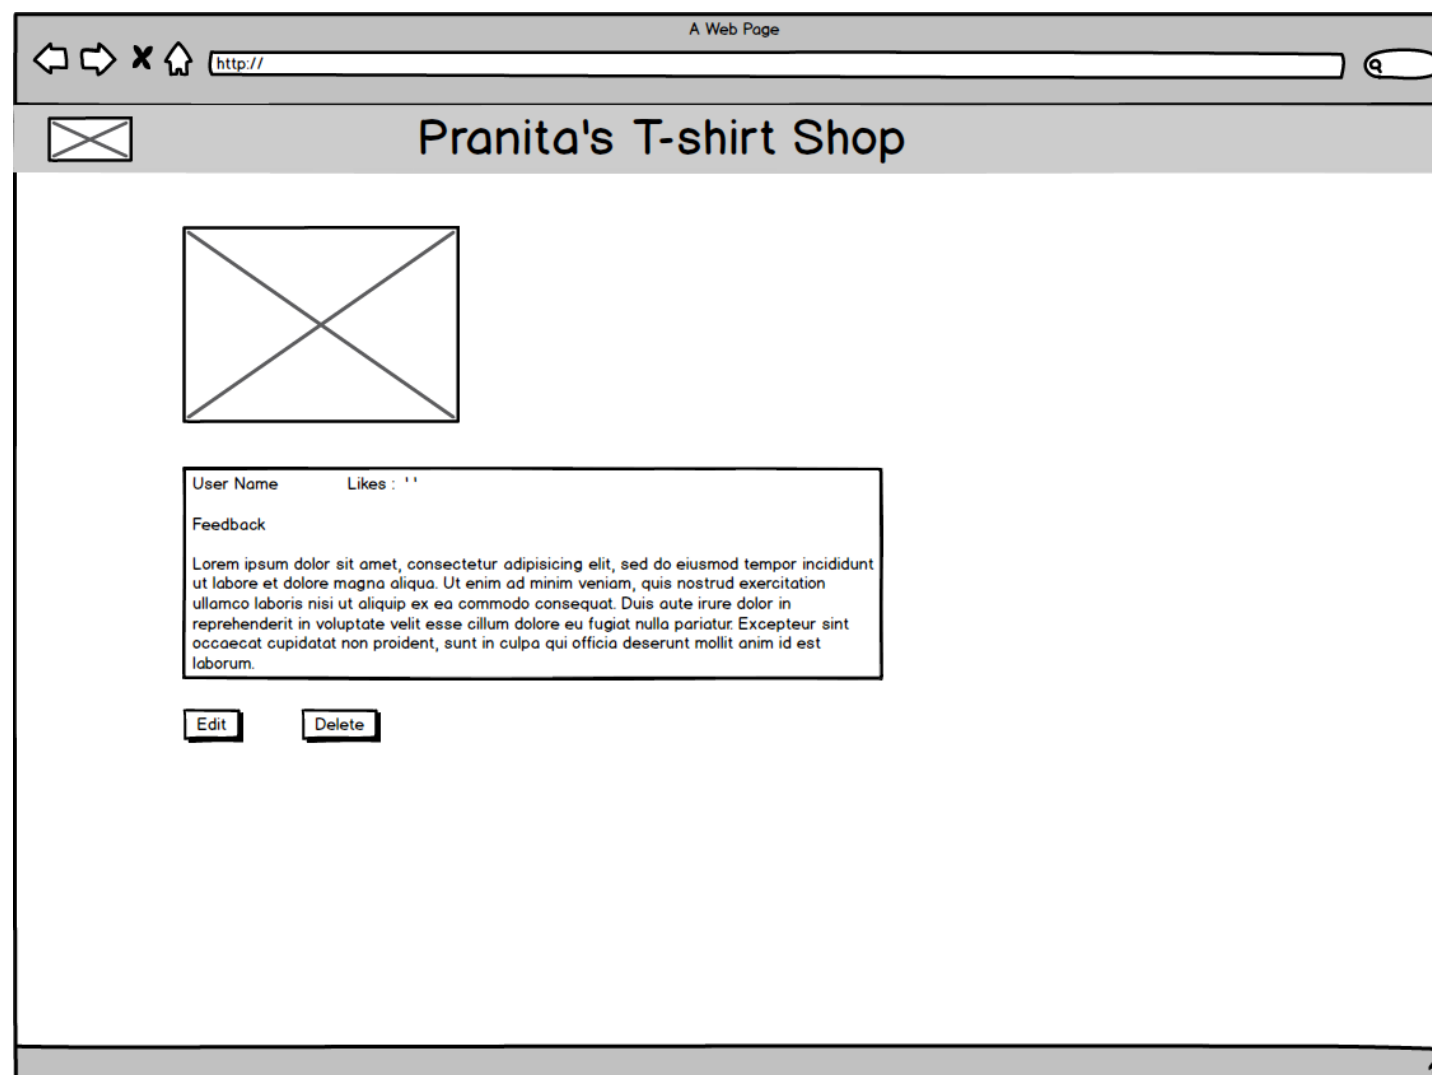 A Web Page
http://
Pranita's T-shirt Shop
User Name Likes : ' '
Feedback
Lorem ipsum dolor sit amet, consectetur adipisicing elit, sed do eiusmod tempor incididunt
ut labore et dolore magna aliqua. Ut enim ad minim veniam, quis nostrud exercitation
ullamco laboris nisi ut aliquip ex ea commodo consequat. Duis aute irure dolor in
reprehenderit in voluptate velit esse cillum dolore eu fugiat nulla pariatur. Excepteur sint
occaecat cupidatat non proident, sunt in culpa qui officia deserunt mollit anim id est
laborum.
Edit Delete